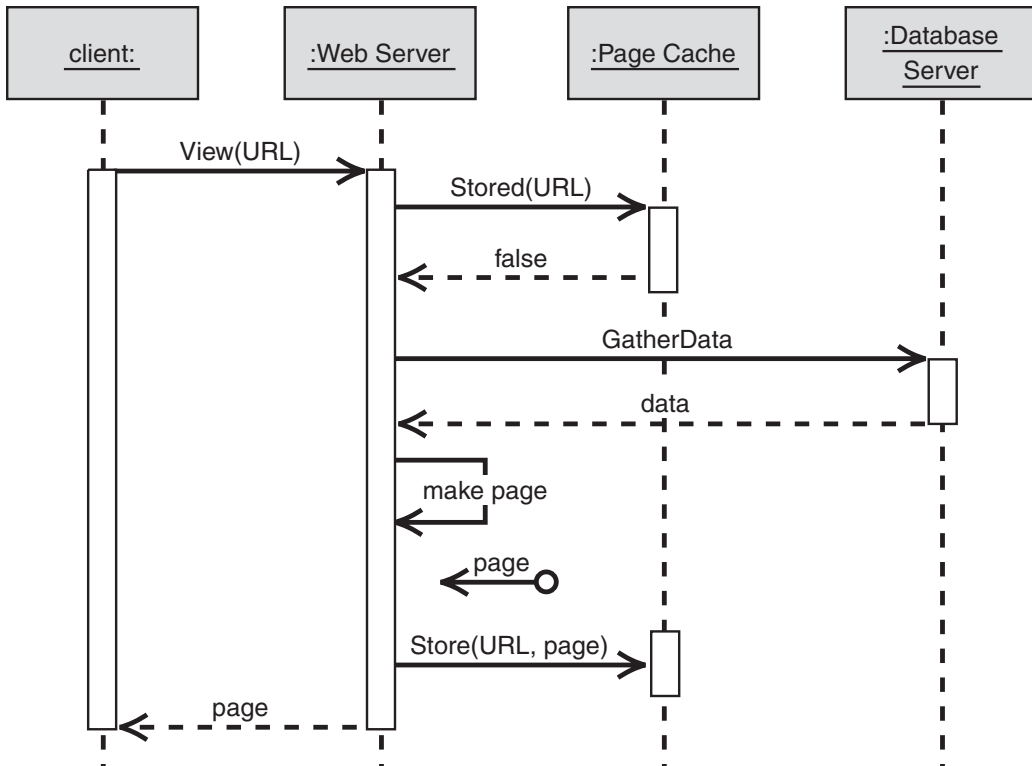 client:
:Web Server
:Page Cache
:Database
Server
View(URL)
Stored(URL)
false
GatherData
data
make page
page
Store(URL, page)
page